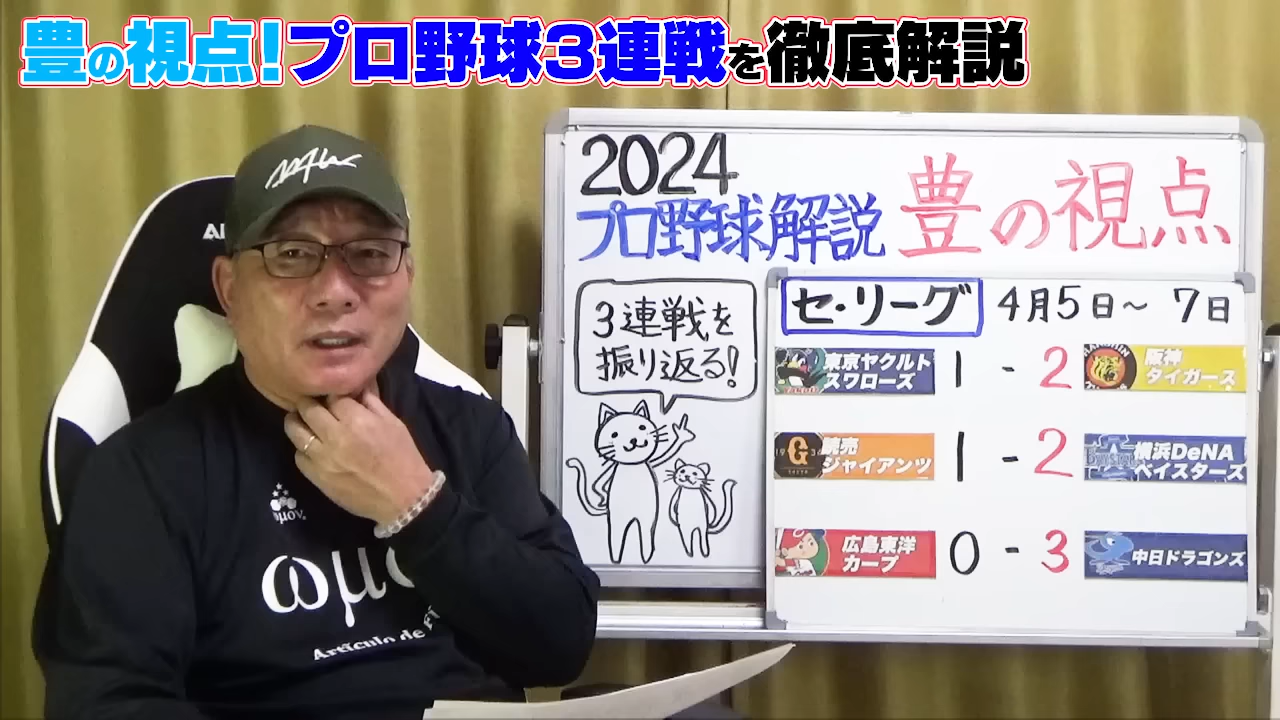 豊の視点!プロ野球3連戦を徹底解説
2024
プロ野球解説 豊の視点
3連戦を
振り返る!
セ・リーグ 4月5日~7日
東京ヤクルト
スワローズ
1 - 2
阪神
タイガース
読売
ジャイアンツ
1 - 2
横浜DeNA
ベイスターズ
広島東洋
カープ
0 - 3
中日ドラゴンズ
ωμ
Artículo de